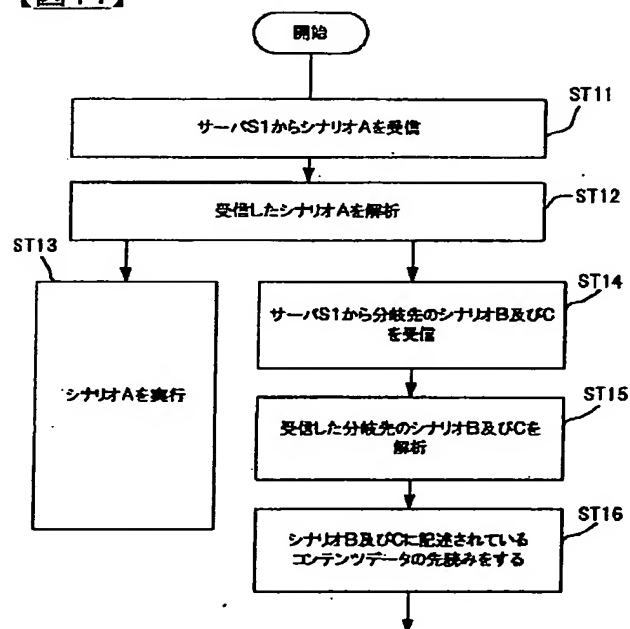 開始
ST11
サーバS1からシナリオAを受信
ST12
受信したシナリオAを解析
ST13
ST14
サーバS1から分岐先のシナリオB及びC
を受信
シナリオAを実行
ST15
受信した分岐先のシナリオB及びCを
解析
ST16
シナリオB及びCに記述されている
コンテンツデータの先読みをする